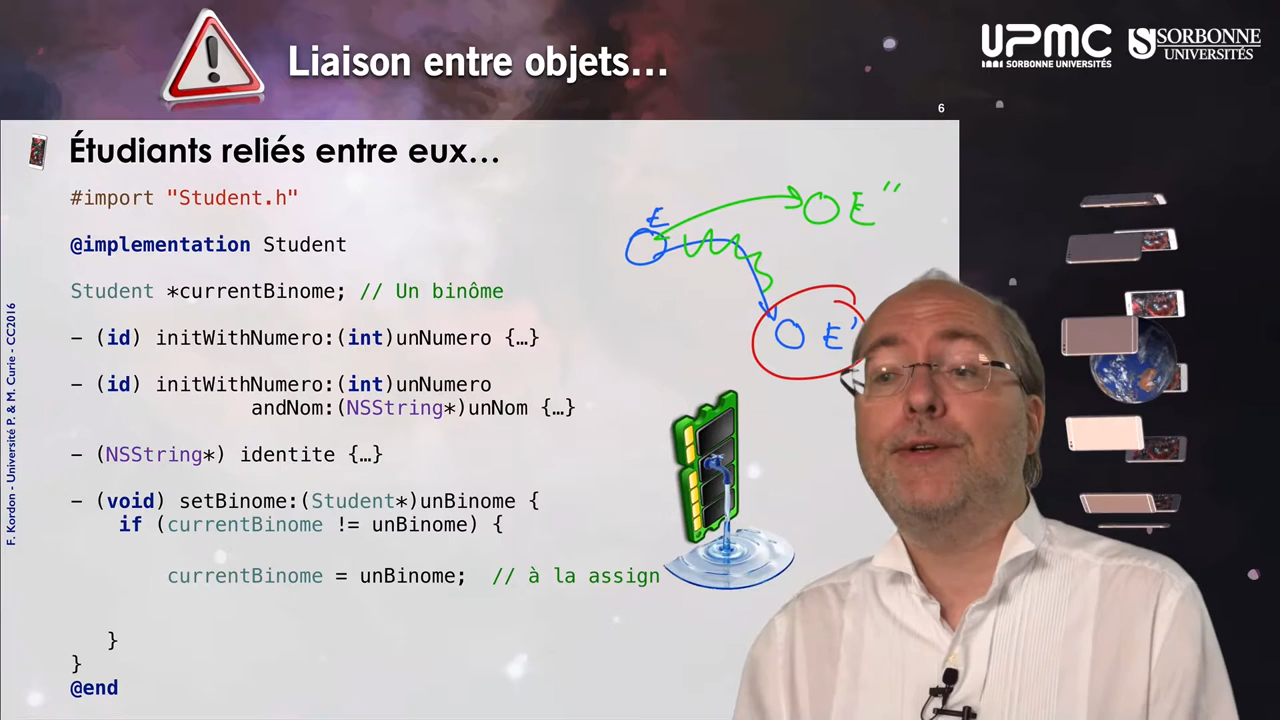 Liaison entre objets…
UPMC
SORBONNE UNIVERSITÉS
SORBONNE
UNIVERSITÉS
6
Étudiants reliés entre eux…
#import "Student.h"
@implementation Student
Student *currentBinome; // Un binôme
- (id) initWithNumero:(int)unNumero {…}
- (id) initWithNumero:(int)unNumero
andNom:(NSString*)unNom {…}
- (NSString*) identite {…}
- (void) setBinome:(Student*)unBinome {
if (currentBinome != unBinome) {
currentBinome = unBinome; // à la assign
}
}
@end
E
E''
E'
F. Kordon - Université P. & M. Curie - CC2016